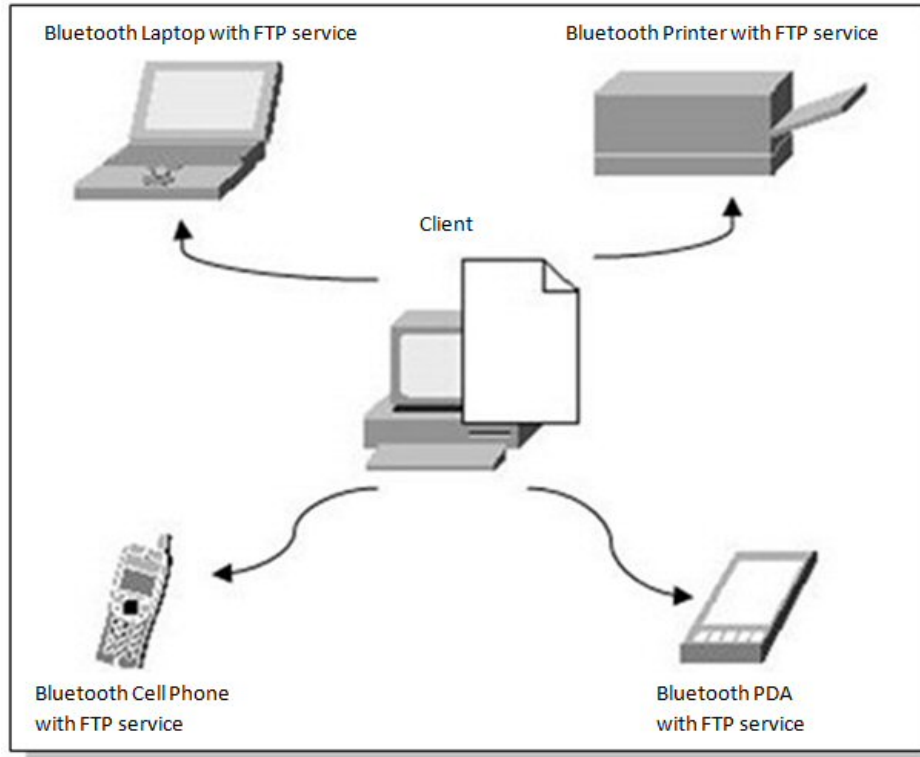 Bluetooth Laptop with FTP service
Bluetooth Printer with FTP service
Client
Bluetooth Cell Phone
with FTP service
Bluetooth PDA
with FTP service